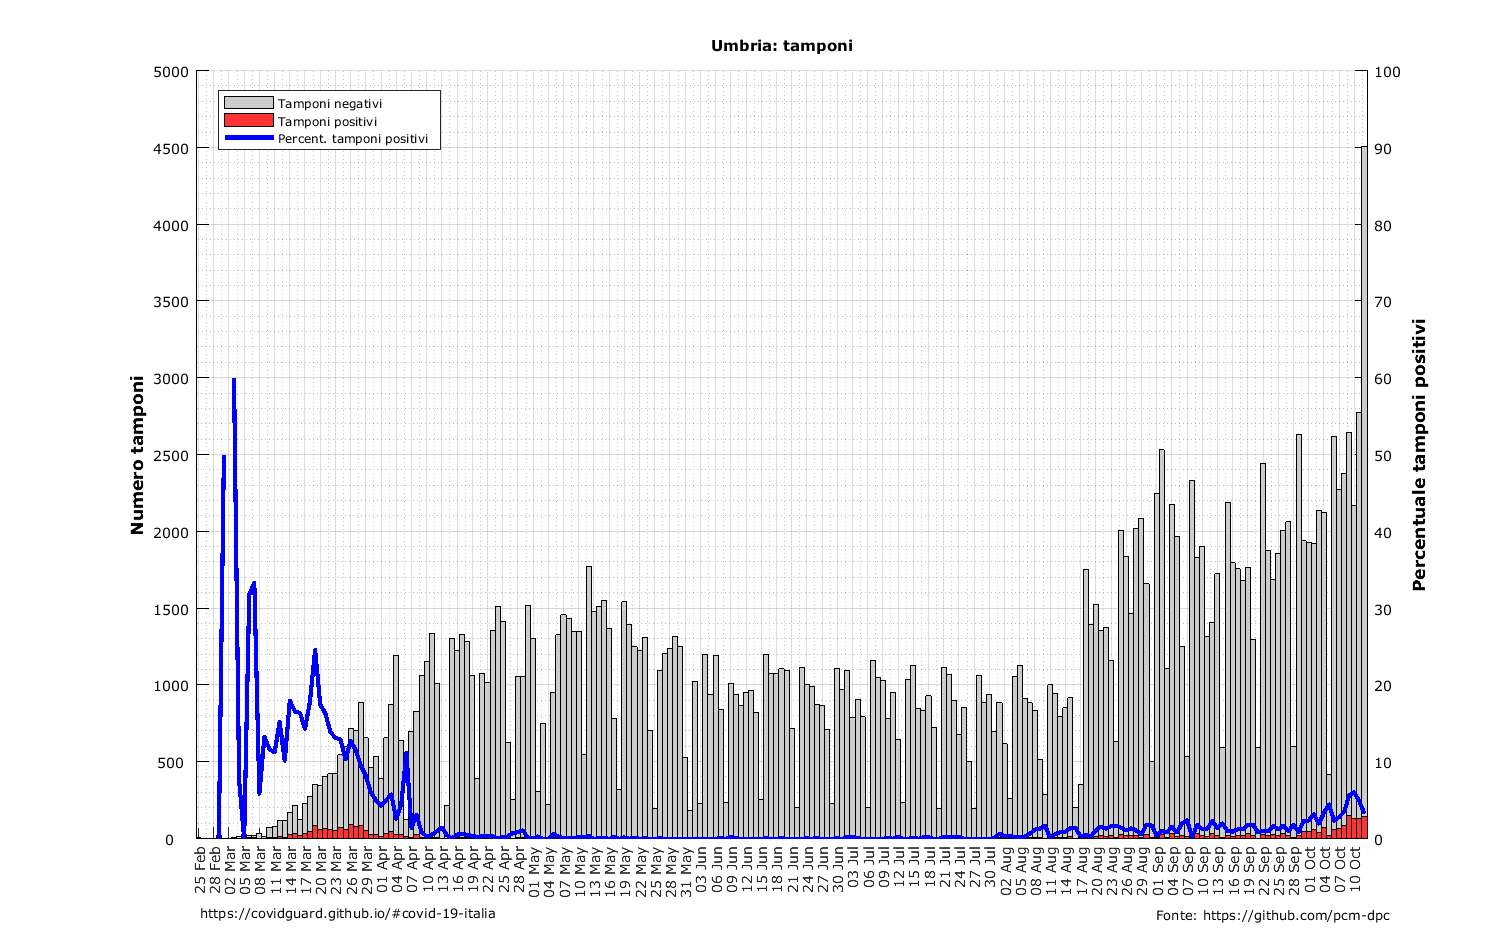 Umbria: tamponi
Tamponi negativi
Tamponi positivi
Percent. tamponi positivi
Numero tamponi
5000
4500
4000
3500
3000
2500
2000
1500
1000
500
0
Percentuale tamponi positivi
100
90
80
70
60
50
40
30
20
10
0
25 Feb
28 Feb
02 Mar
05 Mar
08 Mar
11 Mar
14 Mar
17 Mar
20 Mar
23 Mar
26 Mar
29 Mar
01 Apr
04 Apr
07 Apr
10 Apr
13 Apr
16 Apr
19 Apr
22 Apr
25 Apr
28 Apr
01 May
04 May
07 May
10 May
13 May
16 May
19 May
22 May
25 May
28 May
31 May
03 Jun
06 Jun
09 Jun
12 Jun
15 Jun
18 Jun
21 Jun
24 Jun
27 Jun
30 Jun
03 Jul
06 Jul
09 Jul
12 Jul
15 Jul
18 Jul
21 Jul
24 Jul
27 Jul
30 Jul
02 Aug
05 Aug
08 Aug
11 Aug
14 Aug
17 Aug
20 Aug
23 Aug
26 Aug
29 Aug
01 Sep
04 Sep
07 Sep
10 Sep
13 Sep
16 Sep
19 Sep
22 Sep
25 Sep
28 Sep
01 Oct
04 Oct
07 Oct
10 Oct
https://covidguard.github.io/#covid-19-italia
Fonte: https://github.com/pcm-dpc